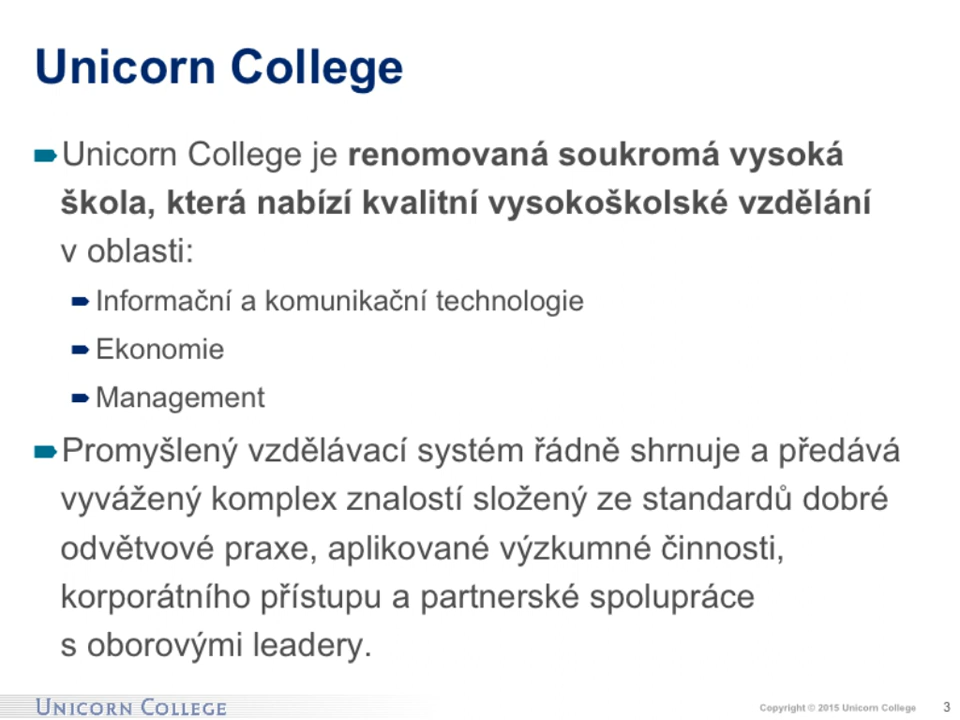 Unicorn College
Unicorn College je renomovaná soukromá vysoká
škola, která nabízí kvalitní vysokoškolské vzdělání
v oblasti:
Informační a komunikační technologie
Ekonomie
Management
Promyšlený vzdělávací systém řádně shrnuje a předává
vyvážený komplex znalostí složený ze standardů dobré
odvětvové praxe, aplikované výzkumné činnosti,
korporátního přístupu a partnerské spolupráce
s oborovými leadery.
UNICORN COLLEGE
Copyright © 2015 Unicorn College 3